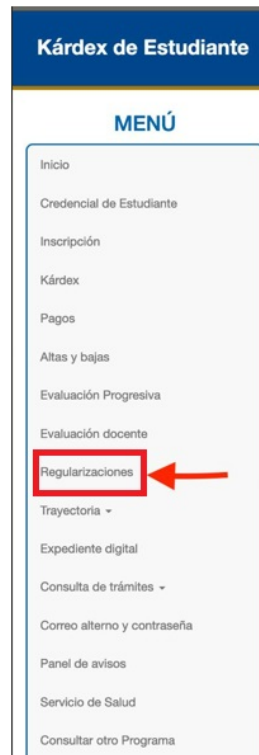 Kárdex de Estudiante
MENÚ
Inicio
Credencial de Estudiante
Inscripción
Kárdex
Pagos
Altas y bajas
Evaluación Progresiva
Evaluación docente
Regularizaciones
Trayectoria
Expediente digital
Consulta de trámites
Correo alterno y contraseña
Panel de avisos
Servicio de Salud
Consultar otro Programa